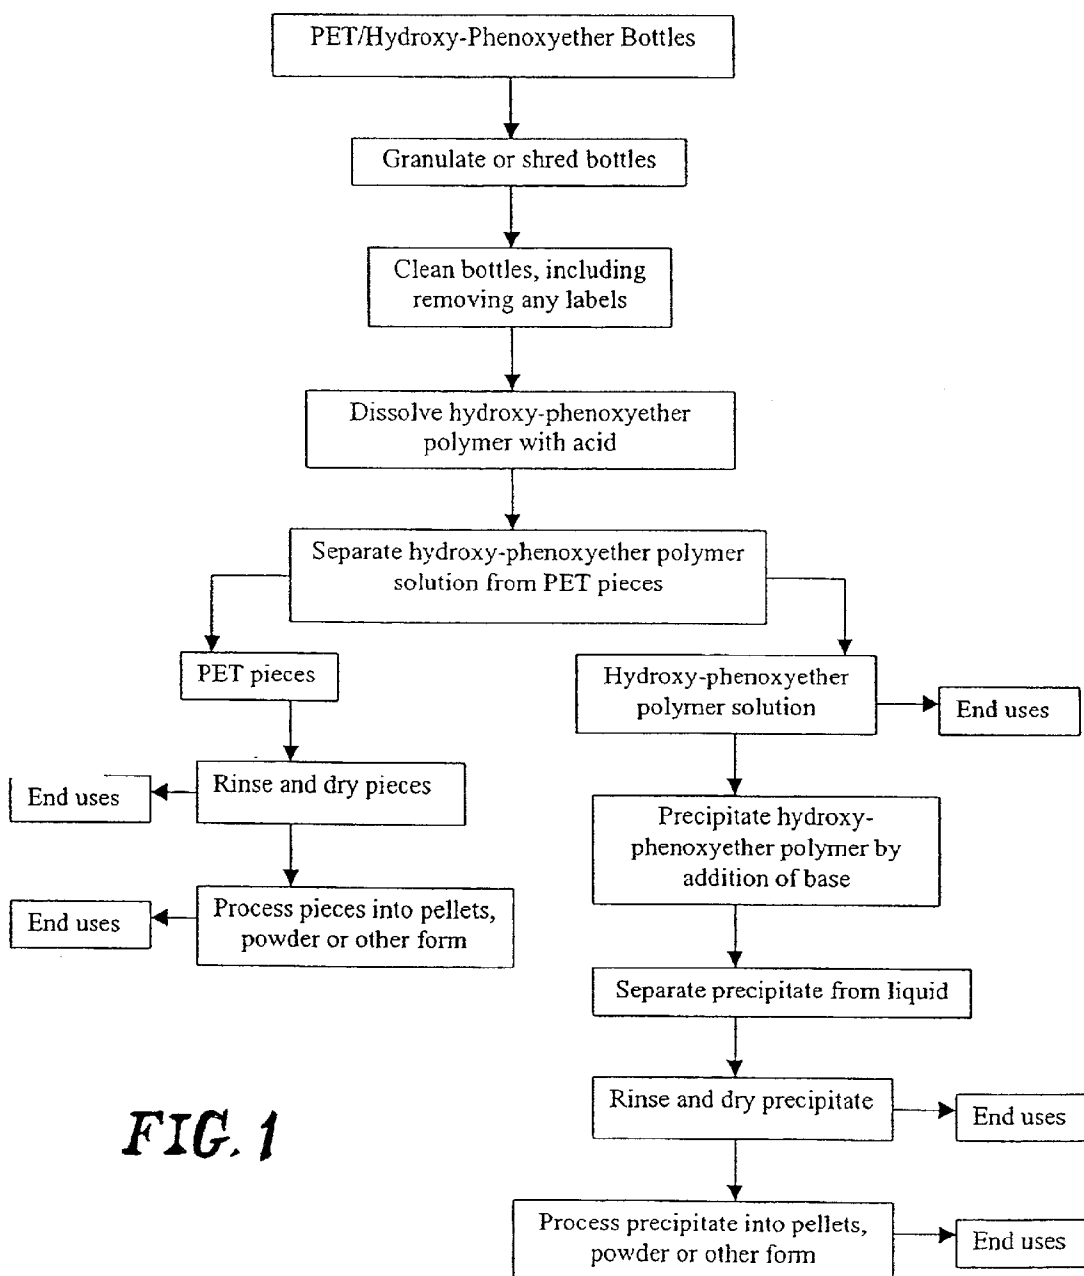 PET/Hydroxy-Phenoxyether Bottles
Granulate or shred bottles
Clean bottles, including
removing any labels
Dissolve hydroxy-phenoxyether
polymer with acid
Separate hydroxy-phenoxyether polymer
solution from PET pieces
PET pieces
Hydroxy-phenoxyether
polymer solution
End uses
Rinse and dry pieces
End uses
Precipitate hydroxy-
phenoxyether polymer by
addition of base
Process pieces into pellets,
powder or other form
End uses
Separate precipitate from liquid
Rinse and dry precipitate
End uses
Process precipitate into pellets,
powder or other form
End uses
FIG. 1